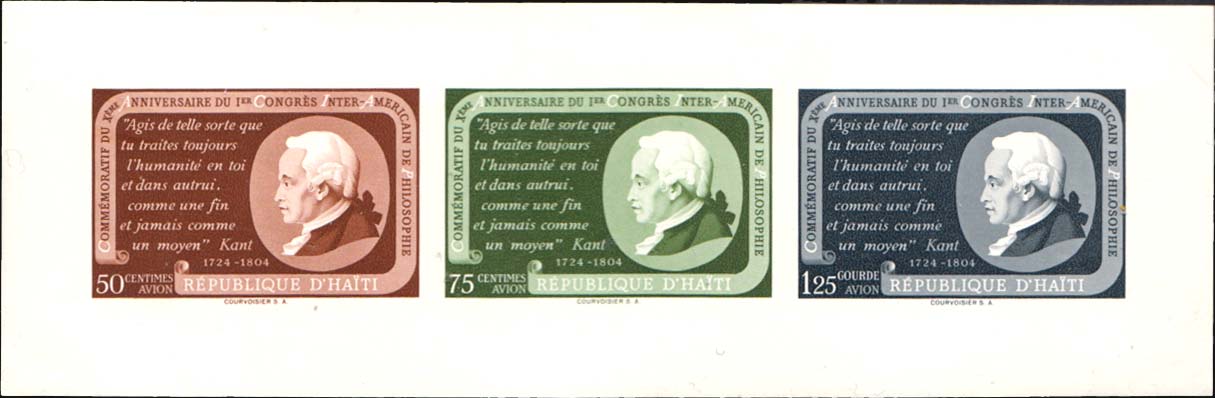 COMMÉMORATIF DU XÈME ANNIVERSAIRE DU IER CONGRÈS INTER-AMERICAIN DE PHILOSOPHIE
"Agis de telle sorte que
tu traites toujours
l'humanité en toi
et dans autrui.
comme une fin
et jamais comme
un moyen" Kant
1724-1804
50 CENTIMES
AVION
RÉPUBLIQUE D'HAÏTI
COURVOISIER S. A.
COMMÉMORATIF DU XÈME ANNIVERSAIRE DU IER CONGRÈS INTER-AMERICAIN DE PHILOSOPHIE
"Agis de telle sorte que
tu traites toujours
l'humanité en toi
et dans autrui.
comme une fin
et jamais comme
un moyen" Kant
1724-1804
75 CENTIMES
AVION
RÉPUBLIQUE D'HAÏTI
COURVOISIER S. A.
COMMÉMORATIF DU XÈME ANNIVERSAIRE DU IER CONGRÈS INTER-AMERICAIN DE PHILOSOPHIE
"Agis de telle sorte que
tu traites toujours
l'humanité en toi
et dans autrui.
comme une fin
et jamais comme
un moyen" Kant
1724-1804
1.25 GOURDE
AVION
RÉPUBLIQUE D'HAÏTI
COURVOISIER S. A.